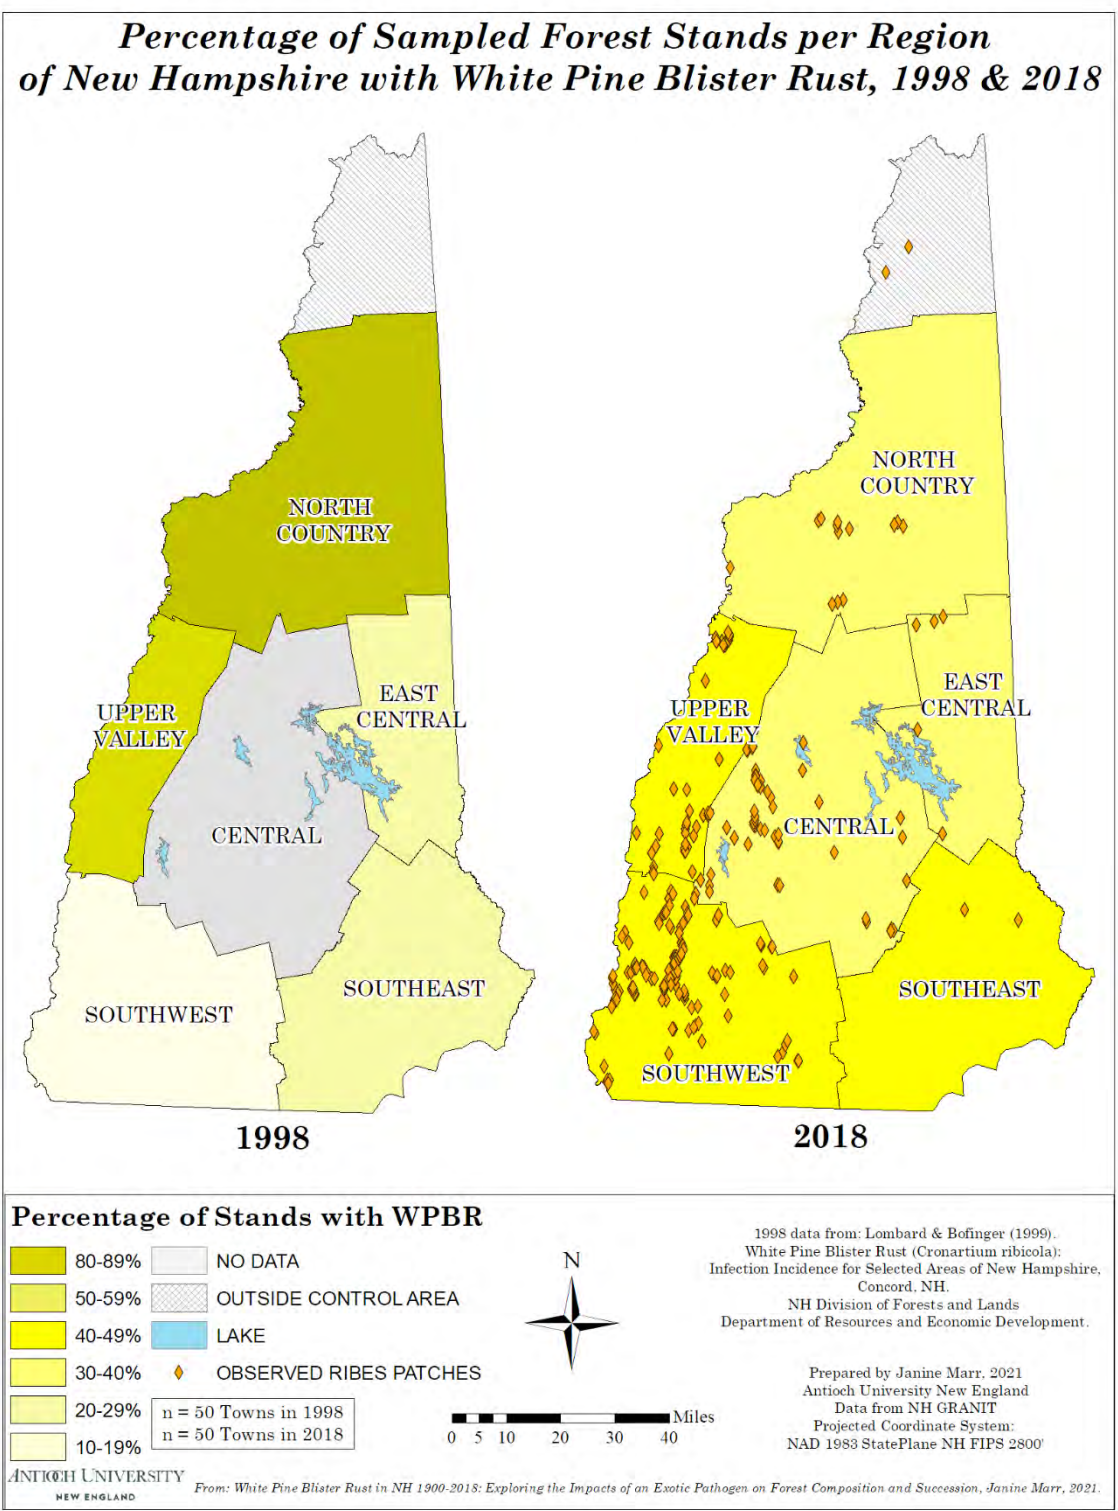 Percentage of Sampled Forest Stands per Region
of New Hampshire with White Pine Blister Rust, 1998 & 2018
NORTH
COUNTRY
UPPER
VALLEY
EAST
CENTRAL
CENTRAL
SOUTHWEST
SOUTHEAST
1998
NORTH
COUNTRY
UPPER
VALLEY
EAST
CENTRAL
CENTRAL
SOUTHEAST
SOUTHWEST
2018
Percentage of Stands with WPBR
80-89%
50-59%
40-49%
30-40%
20-29%
10-19%
NO DATA
OUTSIDE CONTROL AREA
LAKE
OBSERVED RIBES PATCHES
n = 50 Towns in 1998
n = 50 Towns in 2018
N
Miles
0 5 10 20 30 40
1998 data from: Lombard & Bofinger (1999).
White Pine Blister Rust (Cronartium ribicola):
Infection Incidence for Selected Areas of New Hampshire,
Concord, NH.
NH Division of Forests and Lands
Department of Resources and Economic Development.
Prepared by Janine Marr, 2021
Antioch University New England
Data from NH GRANIT
Projected Coordinate System:
NAD 1983 StatePlane NH FIPS 2800'
ANTIOCH UNIVERSITY
NEW ENGLAND
From: White Pine Blister Rust in NH 1900-2018: Exploring the Impacts of an Exotic Pathogen on Forest Composition and Succession, Janine Marr, 2021.